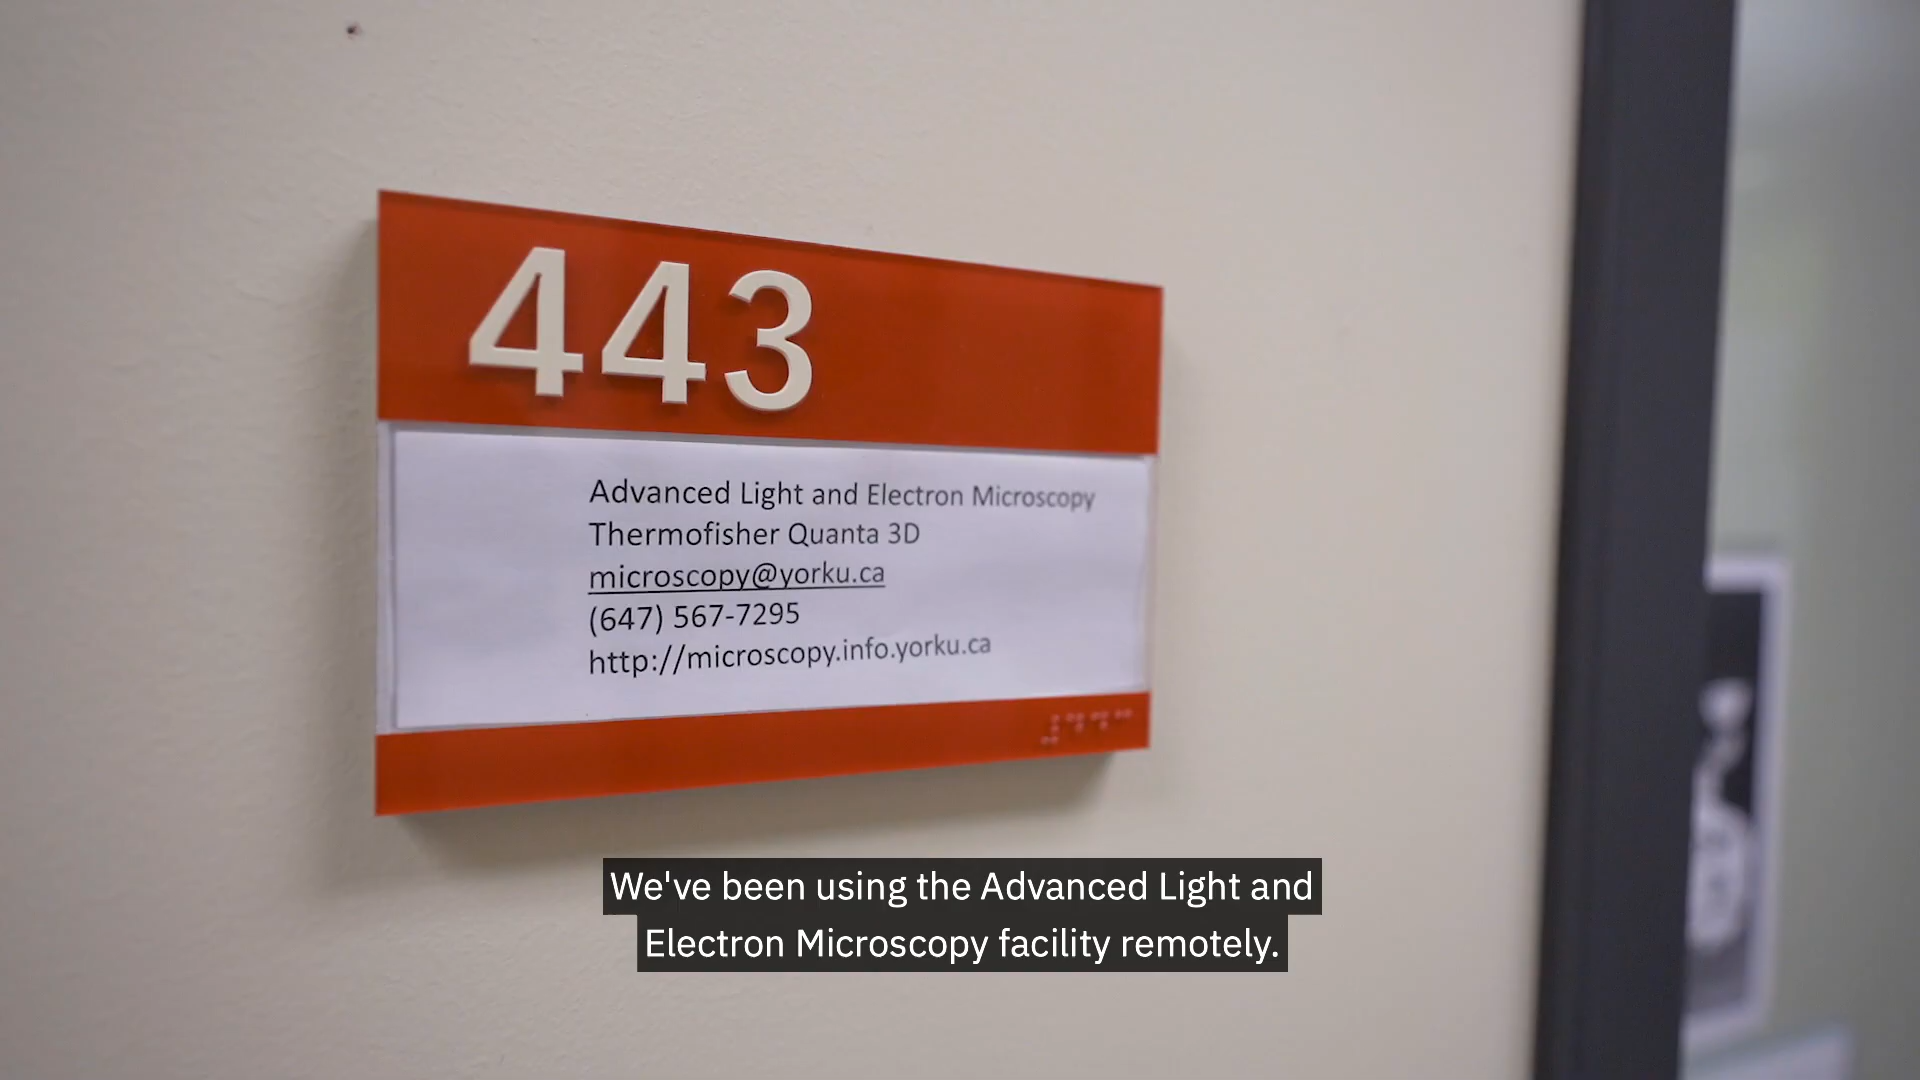 443
Advanced Light and Electron Microscopy
Thermofisher Quanta 3D
microscopy@yorku.ca
(647) 567-7295
http://microscopy.info.yorku.ca
We've been using the Advanced Light and
Electron Microscopy facility remotely.